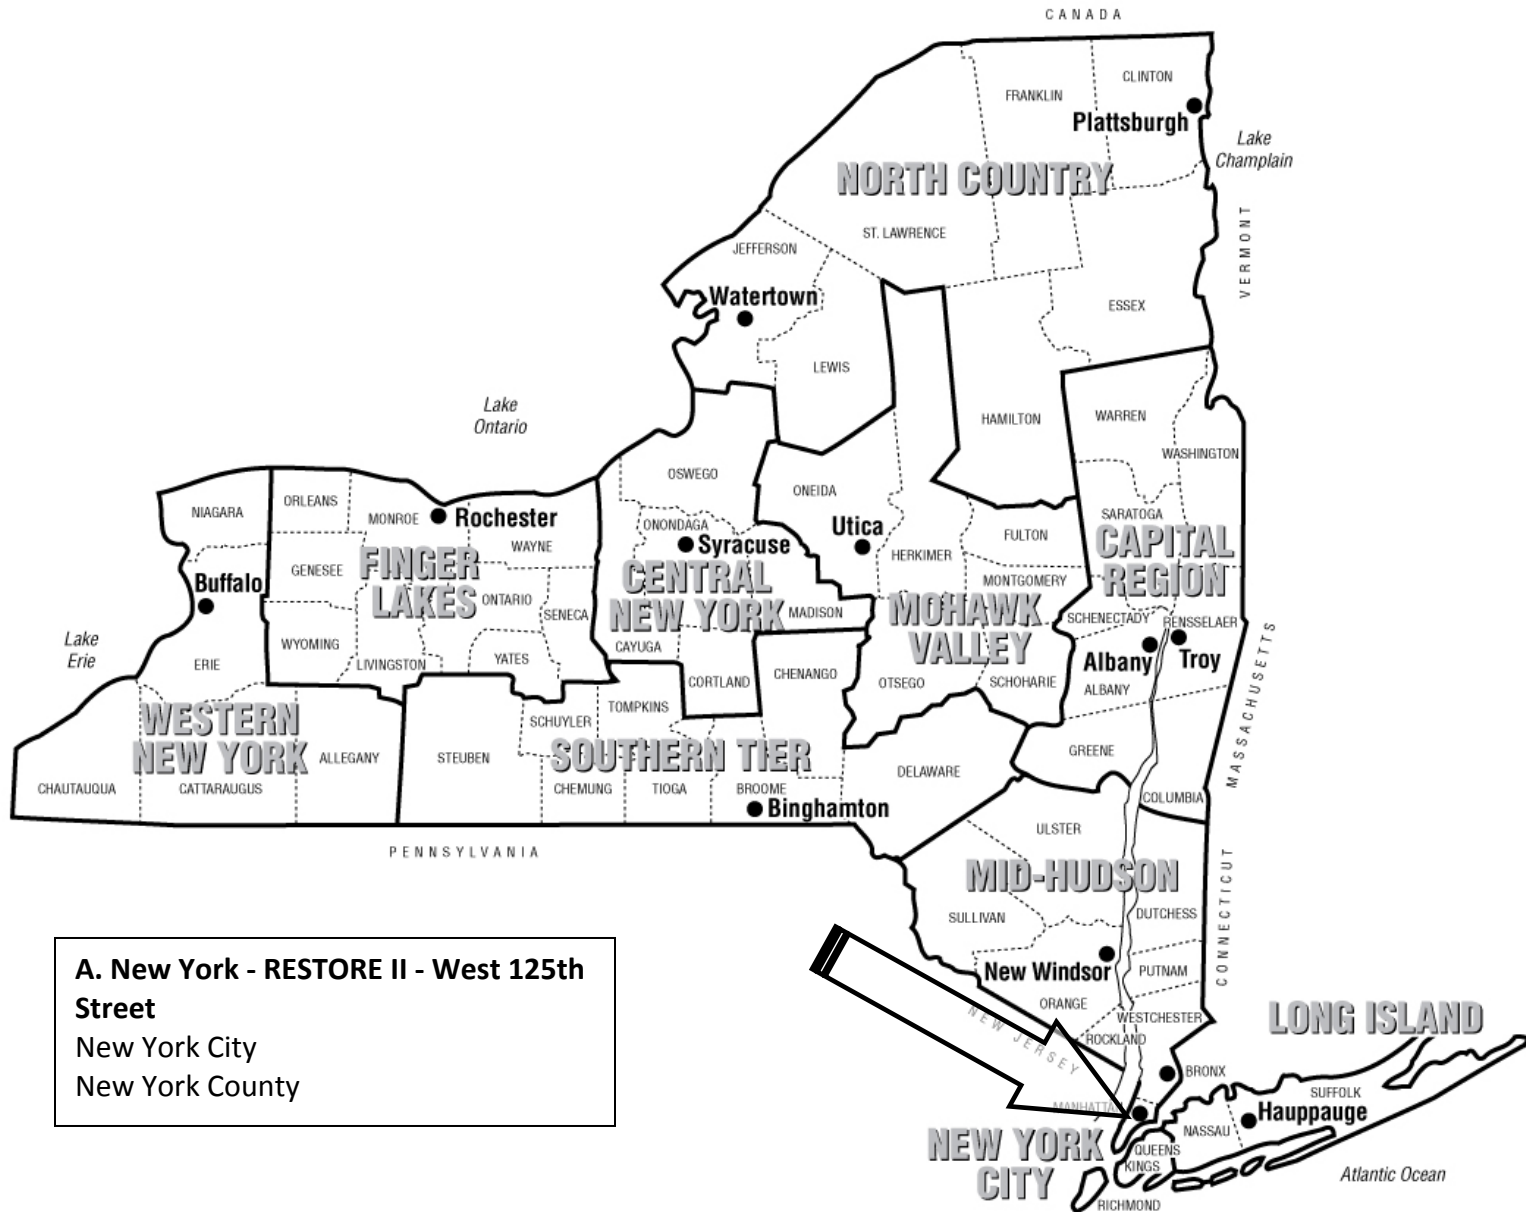 CANADA
CLINTON
FRANKLIN
Plattsburgh
Lake
Champlain
NORTH COUNTRY
VERMONT
ST. LAWRENCE
JEFFERSON
Watertown
ESSEX
LEWIS
Lake
Ontario
HAMILTON
WARREN
WASHINGTON
OSWEGO
ONEIDA
NIAGARA
ORLEANS
MONROE
Rochester
ONONDAGA
Syracuse
Utica
SARATOGA
FULTON
WAYNE
HERKIMER
CAPITAL
REGION
GENESEE
FINGER
LAKES
CENTRAL
NEW YORK
MONTGOMERY
Buffalo
ONTARIO
SENECA
MADISON
MOHAWK
VALLEY
SCHENECTADY
RENSSELAER
Lake
Erie
WYOMING
LIVINGSTON
YATES
CAYUGA
ERIE
CORTLAND
CHENANGO
OTSEGO
SCHOHARIE
Albany
Troy
ALBANY
MASSACHUSETTS
WESTERN
NEW YORK
ALLEGANY
STEUBEN
SCHUYLER
TOMPKINS
SOUTHERN TIER
DELAWARE
GREENE
CHAUTAUQUA
CATTARAUGUS
CHEMUNG
TIOGA
BROOME
Binghamton
COLUMBIA
PENNSYLVANIA
ULSTER
MID-HUDSON
CONNECTICUT
SULLIVAN
DUTCHESS
New Windsor
PUTNAM
ORANGE
NEW JERSEY
WESTCHESTER
ROCKLAND
LONG ISLAND
BRONX
MANHATTAN
SUFFOLK
Hauppauge
NASSAU
NEW YORK
CITY
QUEENS
KINGS
RICHMOND
Atlantic Ocean
A. New York - RESTORE II - West 125th
Street
New York City
New York County